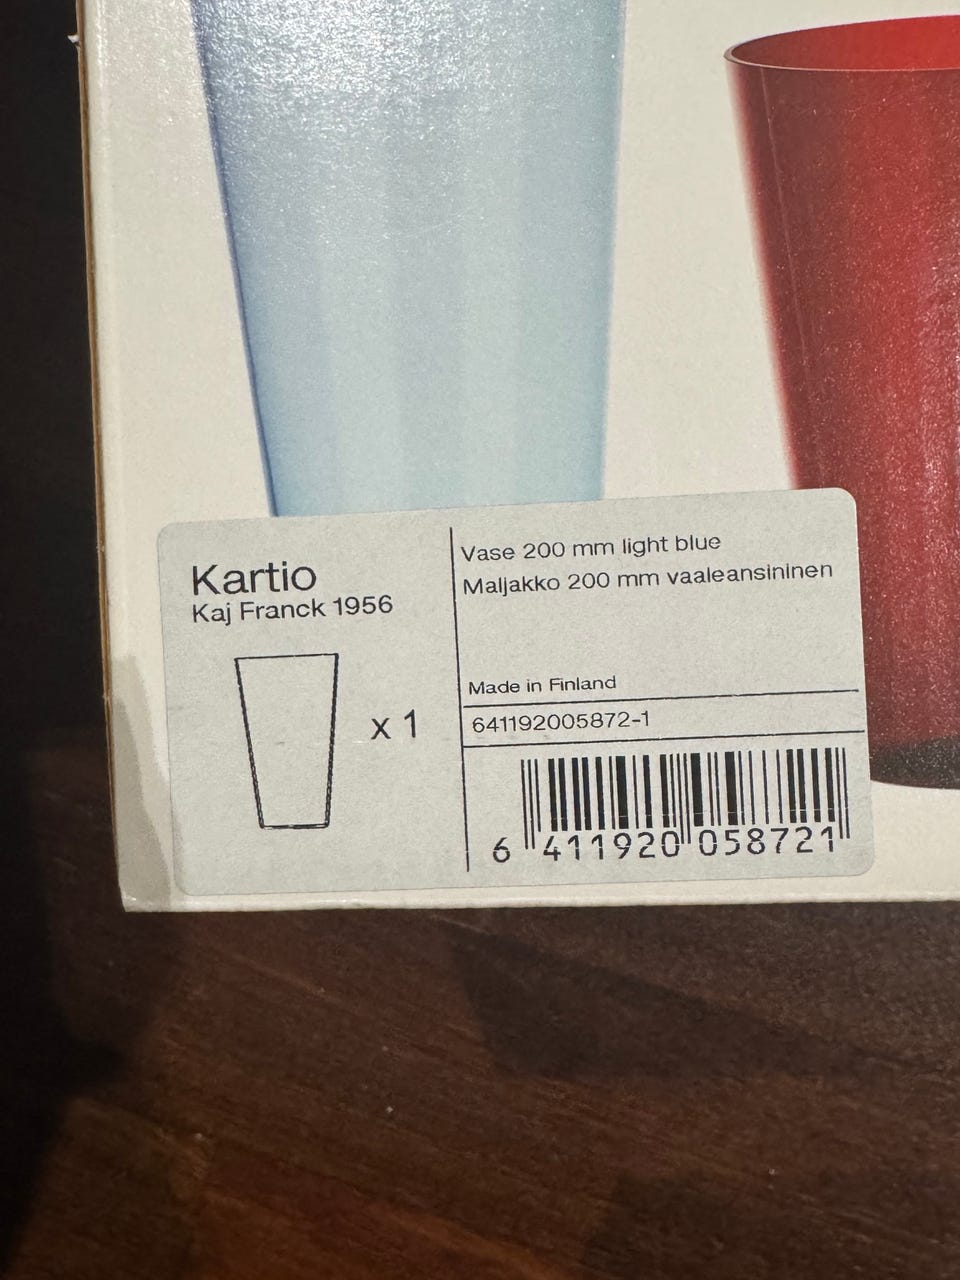 Kartio
Kaj Franck 1956
x 1
Vase 200 mm light blue
Maljakko 200 mm vaaleansininen
Made in Finland
641192005872-1
6 411920 058721